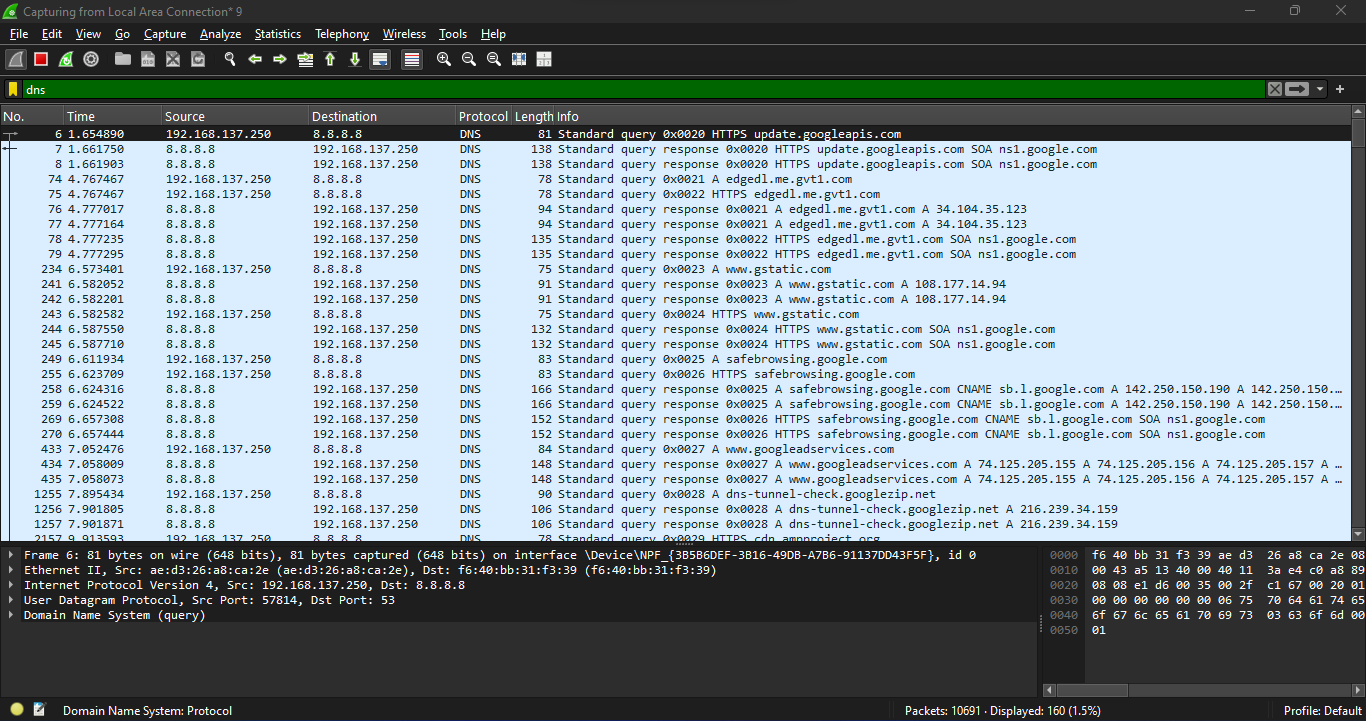 Capturing from Local Area Connection* 9
File Edit View Go Capture Analyze Statistics Telephony Wireless Tools Help
dns
No. Time Source Destination Protocol Length Info
6 1.654890 192.168.137.250 8.8.8.8 DNS 81 Standard query 0x0020 HTTPS update.googleapis.com
7 1.661750 8.8.8.8 192.168.137.250 DNS 138 Standard query response 0x0020 HTTPS update.googleapis.com SOA ns1.google.com
8 1.661903 8.8.8.8 192.168.137.250 DNS 138 Standard query response 0x0020 HTTPS update.googleapis.com SOA ns1.google.com
74 4.767467 192.168.137.250 8.8.8.8 DNS 78 Standard query 0x0021 A edgedl.me.gvt1.com
75 4.767467 192.168.137.250 8.8.8.8 DNS 78 Standard query 0x0022 HTTPS edgedl.me.gvt1.com
76 4.777017 8.8.8.8 192.168.137.250 DNS 94 Standard query response 0x0021 A edgedl.me.gvt1.com A 34.104.35.123
77 4.777164 8.8.8.8 192.168.137.250 DNS 94 Standard query response 0x0021 A edgedl.me.gvt1.com A 34.104.35.123
78 4.777235 8.8.8.8 192.168.137.250 DNS 135 Standard query response 0x0022 HTTPS edgedl.me.gvt1.com SOA ns1.google.com
79 4.777295 8.8.8.8 192.168.137.250 DNS 135 Standard query response 0x0022 HTTPS edgedl.me.gvt1.com SOA ns1.google.com
234 6.573401 192.168.137.250 8.8.8.8 DNS 75 Standard query 0x0023 A www.gstatic.com
241 6.582052 8.8.8.8 192.168.137.250 DNS 91 Standard query response 0x0023 A www.gstatic.com A 108.177.14.94
242 6.582201 8.8.8.8 192.168.137.250 DNS 91 Standard query response 0x0023 A www.gstatic.com A 108.177.14.94
243 6.582582 192.168.137.250 8.8.8.8 DNS 75 Standard query 0x0024 HTTPS www.gstatic.com
244 6.587550 8.8.8.8 192.168.137.250 DNS 132 Standard query response 0x0024 HTTPS www.gstatic.com SOA ns1.google.com
245 6.587710 8.8.8.8 192.168.137.250 DNS 132 Standard query response 0x0024 HTTPS www.gstatic.com SOA ns1.google.com
249 6.611934 192.168.137.250 8.8.8.8 DNS 83 Standard query 0x0025 A safebrowsing.google.com
255 6.623709 192.168.137.250 8.8.8.8 DNS 83 Standard query 0x0026 HTTPS safebrowsing.google.com
258 6.624316 8.8.8.8 192.168.137.250 DNS 166 Standard query response 0x0025 A safebrowsing.google.com CNAME sb.l.google.com A 142.250.150.190 A 142.250.150.…
259 6.624522 8.8.8.8 192.168.137.250 DNS 166 Standard query response 0x0025 A safebrowsing.google.com CNAME sb.l.google.com A 142.250.150.190 A 142.250.150.…
269 6.657308 8.8.8.8 192.168.137.250 DNS 152 Standard query response 0x0026 HTTPS safebrowsing.google.com CNAME sb.l.google.com SOA ns1.google.com
270 6.657444 8.8.8.8 192.168.137.250 DNS 152 Standard query response 0x0026 HTTPS safebrowsing.google.com CNAME sb.l.google.com SOA ns1.google.com
433 7.052476 192.168.137.250 8.8.8.8 DNS 84 Standard query 0x0027 A www.googleadservices.com
434 7.058009 8.8.8.8 192.168.137.250 DNS 148 Standard query response 0x0027 A www.googleadservices.com A 74.125.205.155 A 74.125.205.156 A 74.125.205.157 A …
435 7.058073 8.8.8.8 192.168.137.250 DNS 148 Standard query response 0x0027 A www.googleadservices.com A 74.125.205.155 A 74.125.205.156 A 74.125.205.157 A …
1255 7.895434 192.168.137.250 8.8.8.8 DNS 90 Standard query 0x0028 A dns-tunnel-check.googlezip.net
1256 7.901805 8.8.8.8 192.168.137.250 DNS 106 Standard query response 0x0028 A dns-tunnel-check.googlezip.net A 216.239.34.159
1257 7.901871 8.8.8.8 192.168.137.250 DNS 106 Standard query response 0x0028 A dns-tunnel-check.googlezip.net A 216.239.34.159
2157 9.913593 192.168.137.250 8.8.8.8 DNS 78 Standard query 0x0029 HTTPS cdn.ampproject.org
Frame 6: 81 bytes on wire (648 bits), 81 bytes captured (648 bits) on interface \Device\NPF_{3B5B6DEF-3B16-49DB-A7B6-91137DD43F5F}, id 0
Ethernet II, Src: ae:d3:26:a8:ca:2e (ae:d3:26:a8:ca:2e), Dst: f6:40:bb:31:f3:39 (f6:40:bb:31:f3:39)
Internet Protocol Version 4, Src: 192.168.137.250, Dst: 8.8.8.8
User Datagram Protocol, Src Port: 57814, Dst Port: 53
Domain Name System (query)
0000 f6 40 bb 31 f3 39 ae d3 26 a8 ca 2e 08
0010 00 43 a5 13 40 00 40 11 3a e4 c0 a8 89
0020 08 08 e1 d6 00 35 00 2f c1 67 00 20 01
0030 00 00 00 00 00 00 06 75 70 64 61 74 65
0040 6f 67 6c 65 61 70 69 73 03 63 6f 6d 00
0050 01
Domain Name System: Protocol
Packets: 10691 · Displayed: 160 (1.5%)
Profile: Default